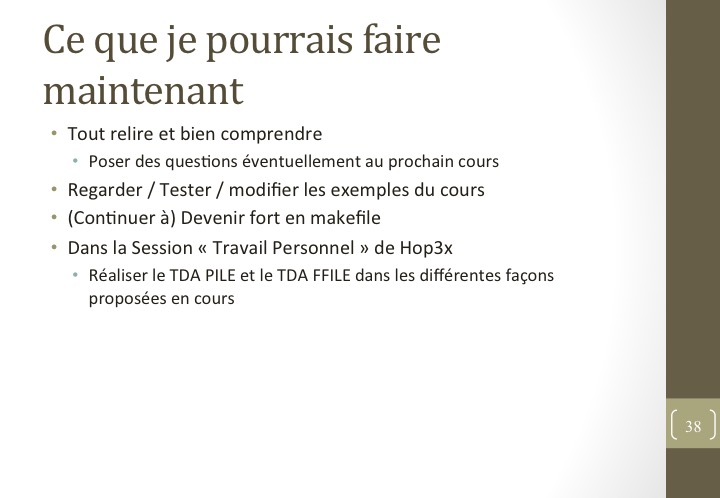 Ce que je pourrais faire
maintenant
• Tout relire et bien comprendre
• Poser des questions éventuellement au prochain cours
• Regarder / Tester / modifier les exemples du cours
• (Continuer à) Devenir fort en makefile
• Dans la Session « Travail Personnel » de Hop3x
• Réaliser le TDA PILE et le TDA FFILE dans les différentes façons
proposées en cours
38